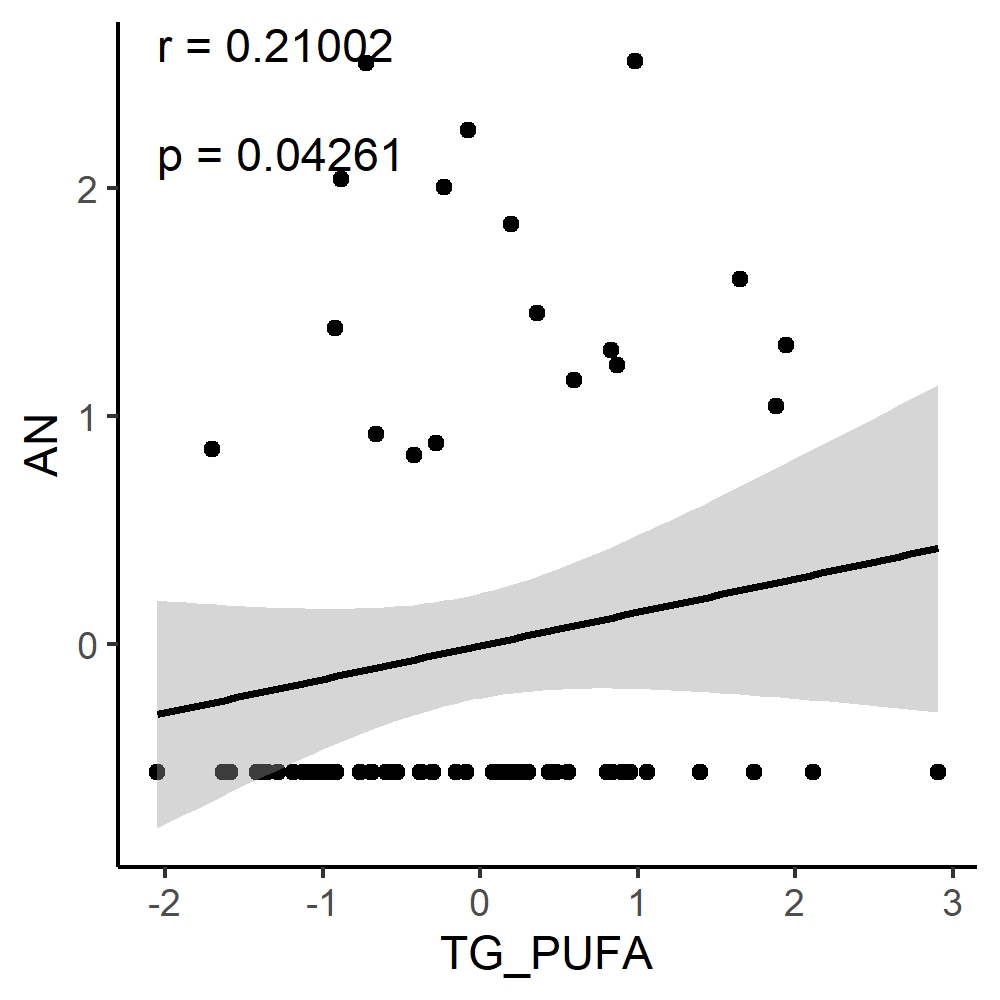 r = 0.21002
p = 0.04261
2
1
0
AN
-2 -1 0 1 2 3
TG_PUFA